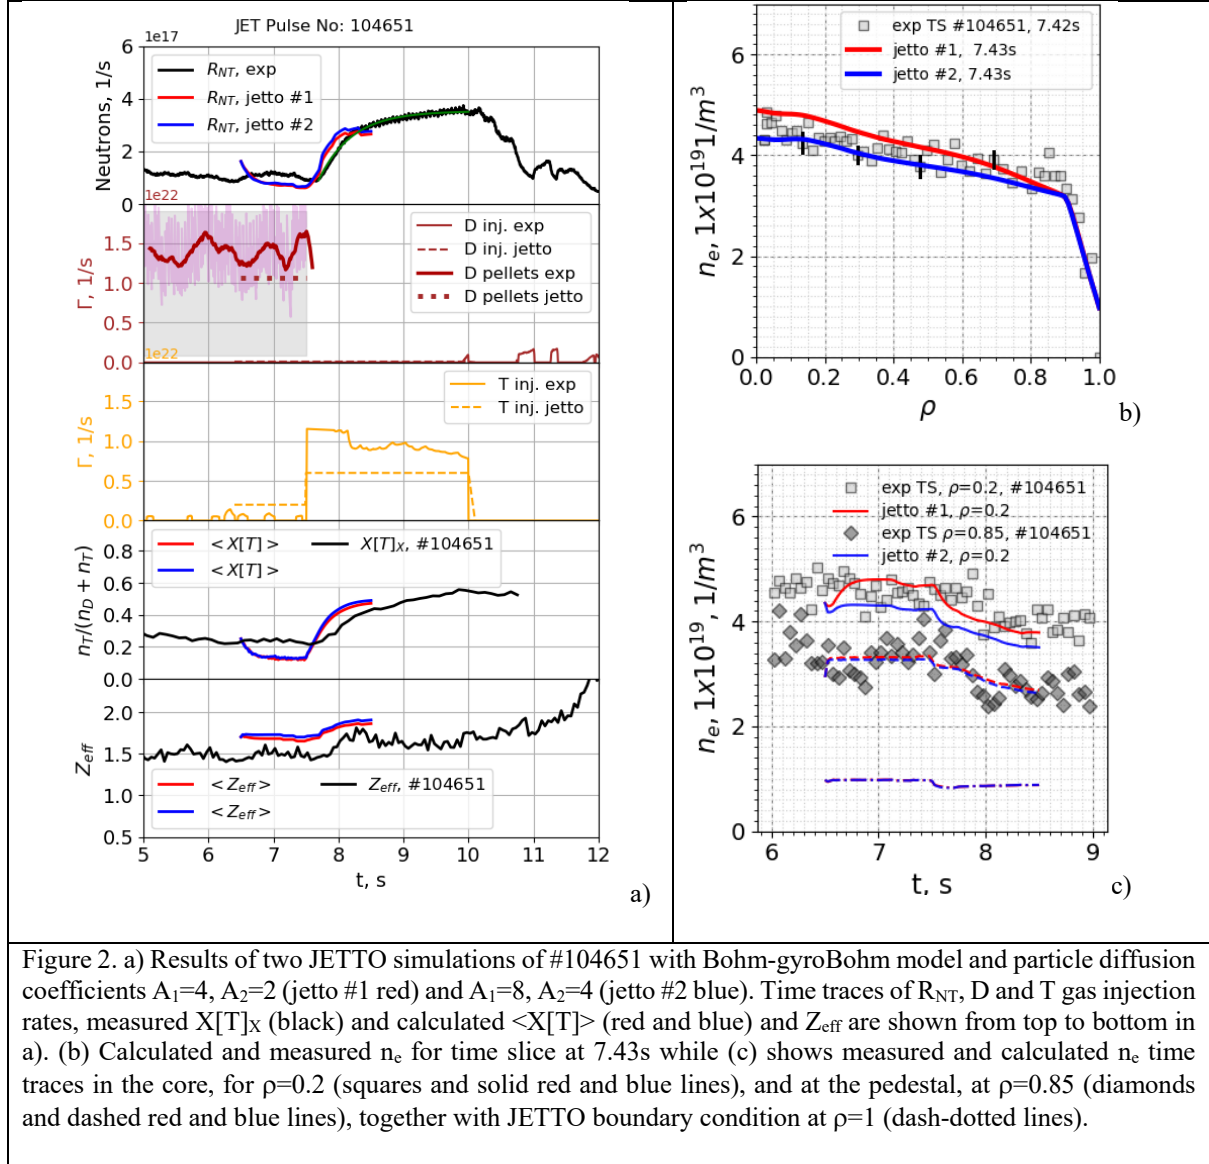 JET Pulse No: 104651
1e17
6
4
2
0
Neutrons, 1/s
R_NT, exp
R_NT, jetto #1
R_NT, jetto #2
1e22
1.5
1.0
0.5
0.0
Γ, 1/s
D inj. exp
D inj. jetto
D pellets exp
D pellets jetto
1e22
1.5
1.0
0.5
0.0
Γ, 1/s
T inj. exp
T inj. jetto
0.8
0.6
0.4
0.2
0.0
n_T/(n_D + n_T)
<X[T]> X[T]_X, #104651
<X[T]>
2.0
1.5
1.0
0.5
Z_eff
<Z_eff> Z_eff, #104651
<Z_eff>
5 6 7 8 9 10 11 12
t, s
a)
exp TS #104651, 7.42s
jetto #1, 7.43s
jetto #2, 7.43s
6
4
2
0
n_e, 1x10^19 1/m^3
0.0 0.2 0.4 0.6 0.8 1.0
ρ
b)
exp TS, ρ=0.2, #104651
jetto #1, ρ=0.2
exp TS ρ=0.85, #104651
jetto #2, ρ=0.2
6
4
2
0
n_e, 1x10^19, 1/m^3
6 7 8 9
t, s
c)
Figure 2. a) Results of two JETTO simulations of #104651 with Bohm-gyroBohm model and particle diffusion
coefficients A₁=4, A₂=2 (jetto #1 red) and A₁=8, A₂=4 (jetto #2 blue). Time traces of R_NT, D and T gas injection
rates, measured X[T]_X (black) and calculated <X[T]> (red and blue) and Z_eff are shown from top to bottom in
a). (b) Calculated and measured n_e for time slice at 7.43s while (c) shows measured and calculated n_e time
traces in the core, for ρ=0.2 (squares and solid red and blue lines), and at the pedestal, at ρ=0.85 (diamonds
and dashed red and blue lines), together with JETTO boundary condition at ρ=1 (dash-dotted lines).